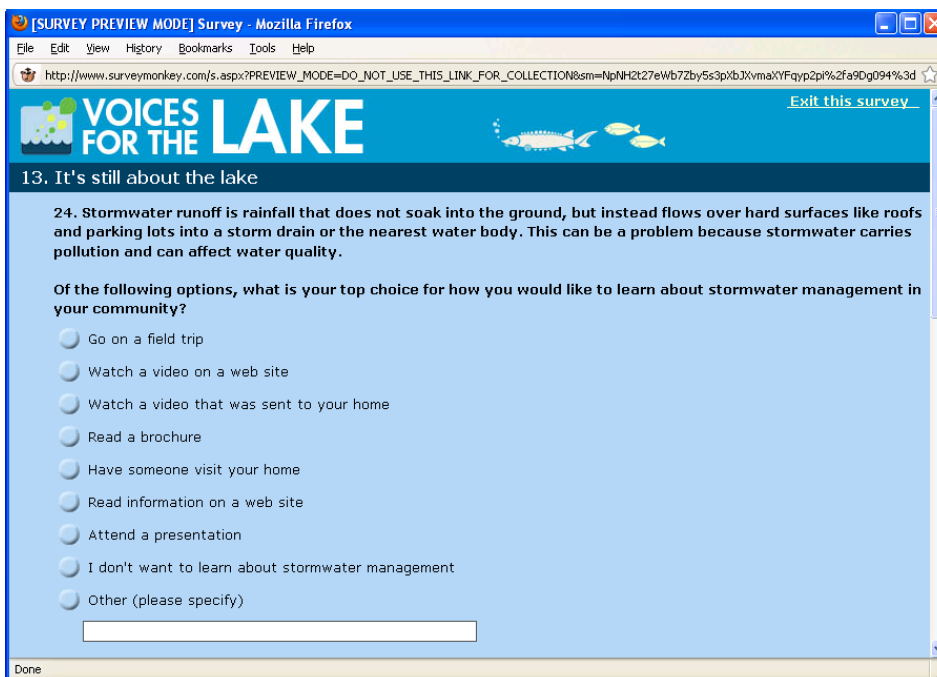 [SURVEY PREVIEW MODE] Survey - Mozilla Firefox
File Edit View History Bookmarks Tools Help
http://www.surveymonkey.com/s.aspx?PREVIEW_MODE=DO_NOT_USE_THIS_LINK_FOR_COLLECTION&sm=NpNH2t27eWb7Zby5s3pXbJXvmaXYFqyp2pi%2fa9Dg094%3d
Exit this survey
VOICES
FOR THE LAKE
13. It's still about the lake
24. Stormwater runoff is rainfall that does not soak into the ground, but instead flows over hard surfaces like roofs
and parking lots into a storm drain or the nearest water body. This can be a problem because stormwater carries
pollution and can affect water quality.
Of the following options, what is your top choice for how you would like to learn about stormwater management in
your community?
Go on a field trip
Watch a video on a web site
Watch a video that was sent to your home
Read a brochure
Have someone visit your home
Read information on a web site
Attend a presentation
I don't want to learn about stormwater management
Other (please specify)
Done